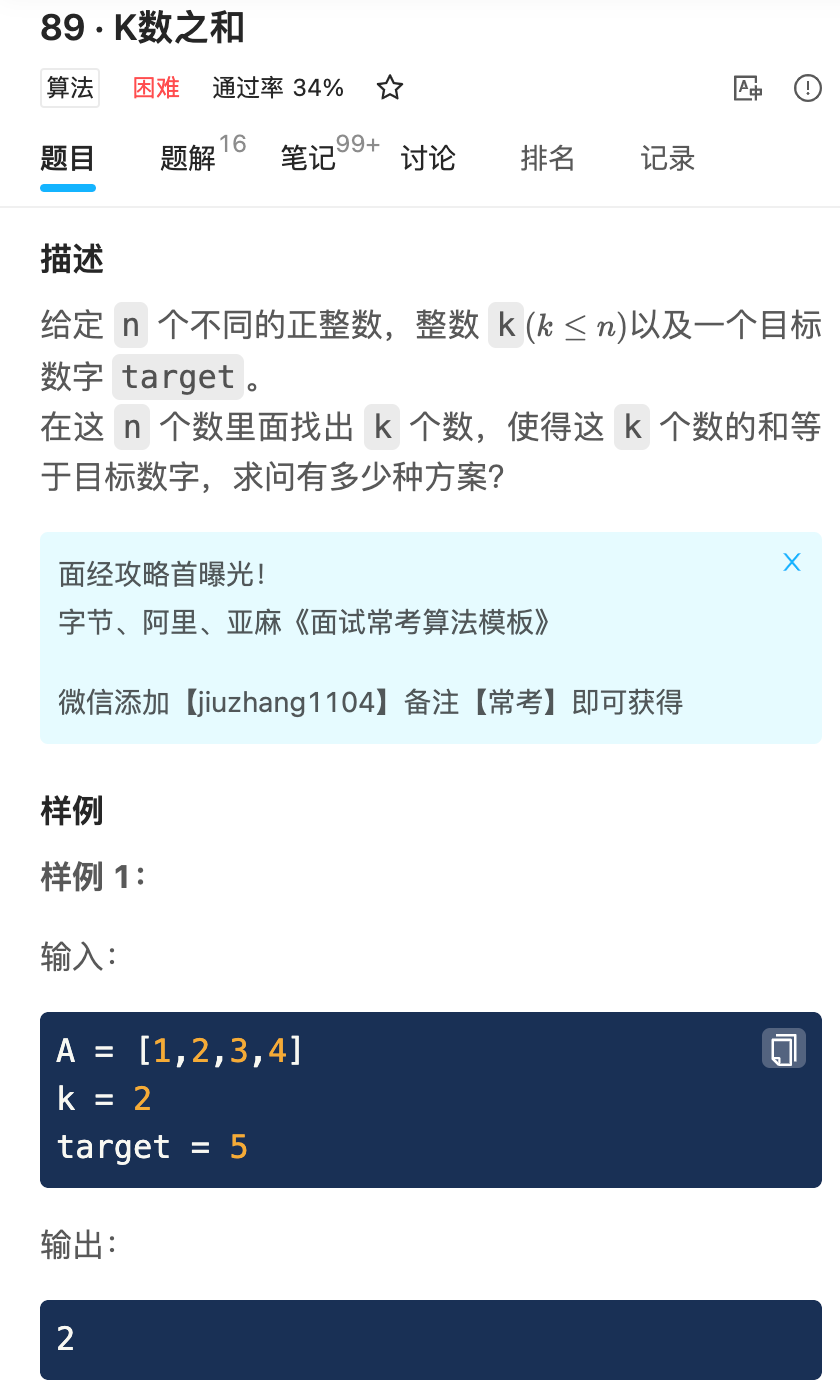 89 · K数之和
算法 困难 通过率 34%
题目 题解 16 笔记 99+ 讨论 排名 记录
描述
给定 n 个不同的正整数，整数 k(k ≤ n)以及一个目标
数字 target 。
在这 n 个数里面找出 k 个数，使得这 k 个数的和等
于目标数字，求问有多少种方案?
面经攻略首曝光！
字节、阿里、亚麻《面试常考算法模板》
微信添加【jiuzhang1104】备注【常考】即可获得
样例
样例 1：
输入：
A = [1,2,3,4]
k = 2
target = 5
输出：
2